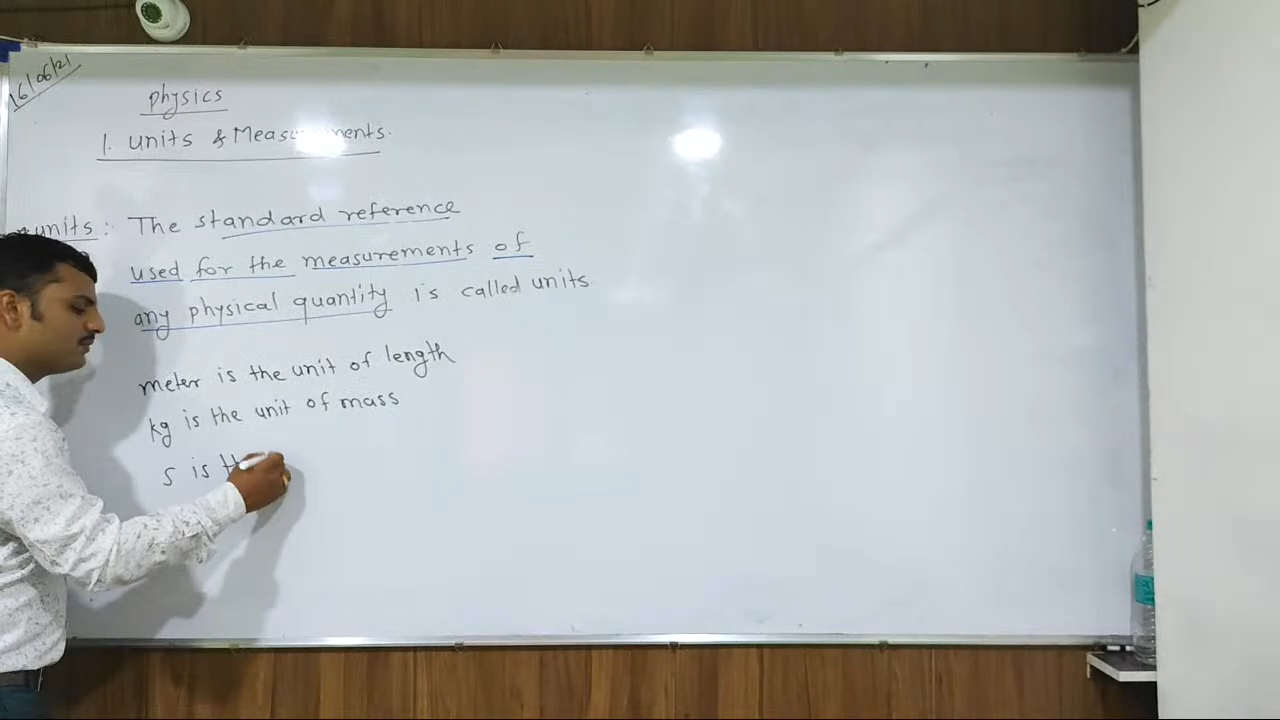 16/06/21
Physics
1. Units & Measurements.
units: The standard reference
used for the measurements of
any physical quantity is called units
meter is the unit of length
kg is the unit of mass
s is